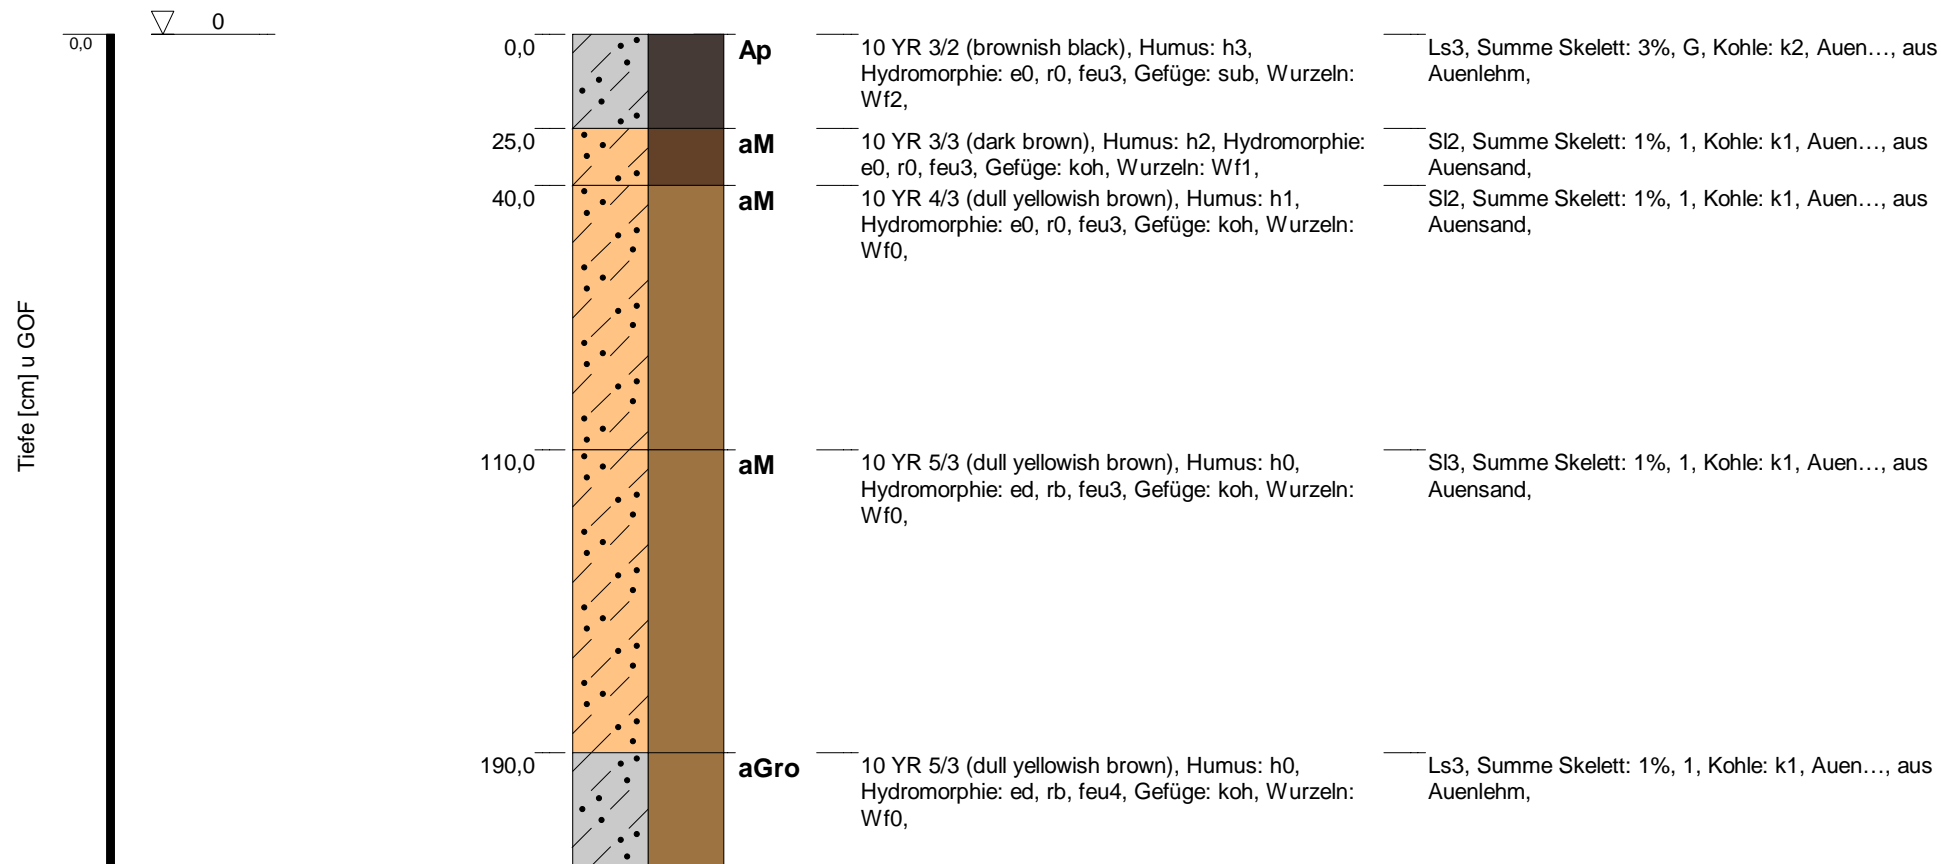 0
0,0
Tiefe [cm] u GOF
0,0
Ap
10 YR 3/2 (brownish black), Humus: h3,
Hydromorphie: e0, r0, feu3, Gefüge: sub, Wurzeln:
Wf2,
Ls3, Summe Skelett: 3%, G, Kohle: k2, Auen…, aus
Auenlehm,
25,0
aM
10 YR 3/3 (dark brown), Humus: h2, Hydromorphie:
e0, r0, feu3, Gefüge: koh, Wurzeln: Wf1,
Sl2, Summe Skelett: 1%, 1, Kohle: k1, Auen…, aus
Auensand,
40,0
aM
10 YR 4/3 (dull yellowish brown), Humus: h1,
Hydromorphie: e0, r0, feu3, Gefüge: koh, Wurzeln:
Wf0,
Sl2, Summe Skelett: 1%, 1, Kohle: k1, Auen…, aus
Auensand,
110,0
aM
10 YR 5/3 (dull yellowish brown), Humus: h0,
Hydromorphie: ed, rb, feu3, Gefüge: koh, Wurzeln:
Wf0,
Sl3, Summe Skelett: 1%, 1, Kohle: k1, Auen…, aus
Auensand,
190,0
aGro
10 YR 5/3 (dull yellowish brown), Humus: h0,
Hydromorphie: ed, rb, feu4, Gefüge: koh, Wurzeln:
Wf0,
Ls3, Summe Skelett: 1%, 1, Kohle: k1, Auen…, aus
Auenlehm,